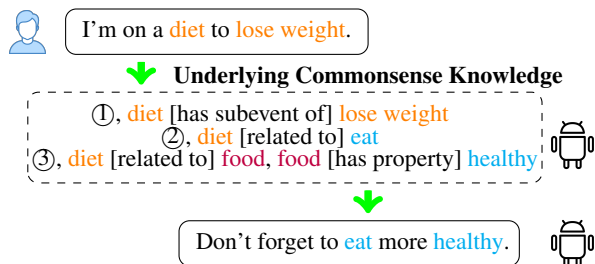 I'm on a diet to lose weight.
Underlying Commonsense Knowledge
①, diet [has subevent of] lose weight
②, diet [related to] eat
③, diet [related to] food, food [has property] healthy
Don't forget to eat more healthy.